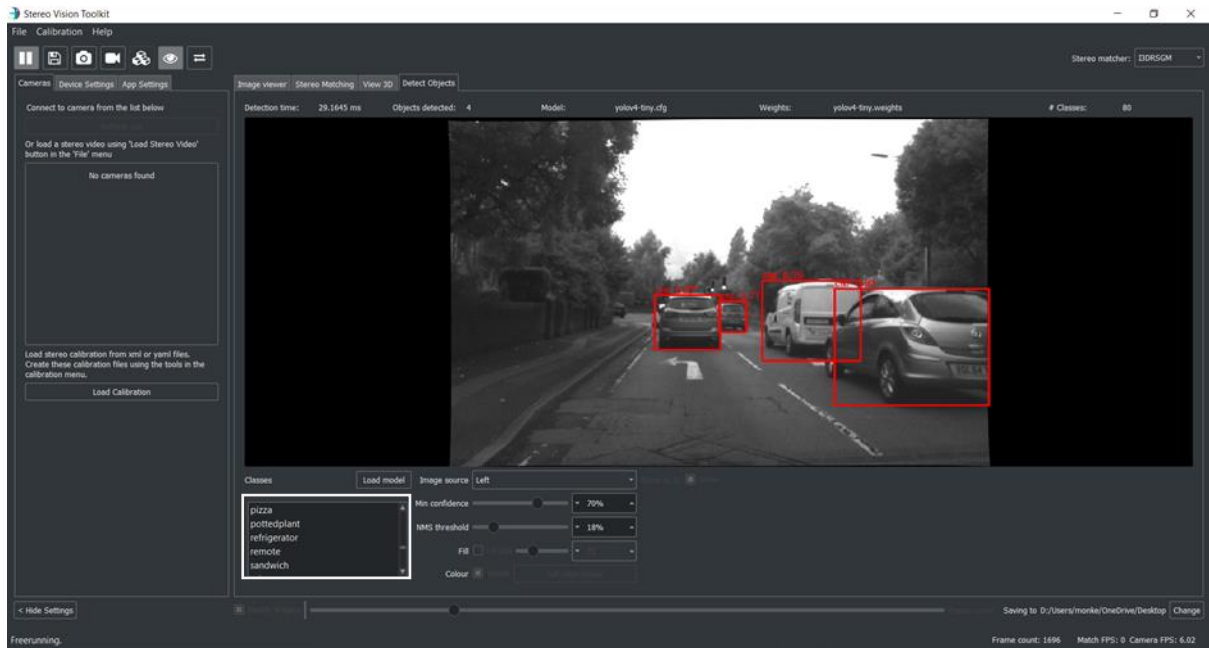 Stereo Vision Toolkit
File Calibration Help
Stereo matcher: I3DRSGM
Cameras Device Settings App Settings
Image viewer Stereo Matching View 3D Detect Objects
Connect to camera from the list below
Detection time: 29.1645 ms Objects detected: 4 Model: yolov4-tiny.cfg Weights: yolov4-tiny.weights # Classes: 80
Or load a stereo video using 'Load Stereo Video'
button in the 'File' menu
No cameras found
Load stereo calibration from xml or yaml files.
Create these calibration files using the tools in the
calibration menu.
Load Calibration
Classes Load model Image source Left
Min confidence 70%
pizza
pottedplant
refrigerator
remote
sandwich
NMS threshold 18%
Fill
Colour
< Hide Settings
Saving to D:/Users/monke/OneDrive/Desktop Change
Freerunning.
Frame count: 1696 Match FPS: 0 Camera FPS: 6.02